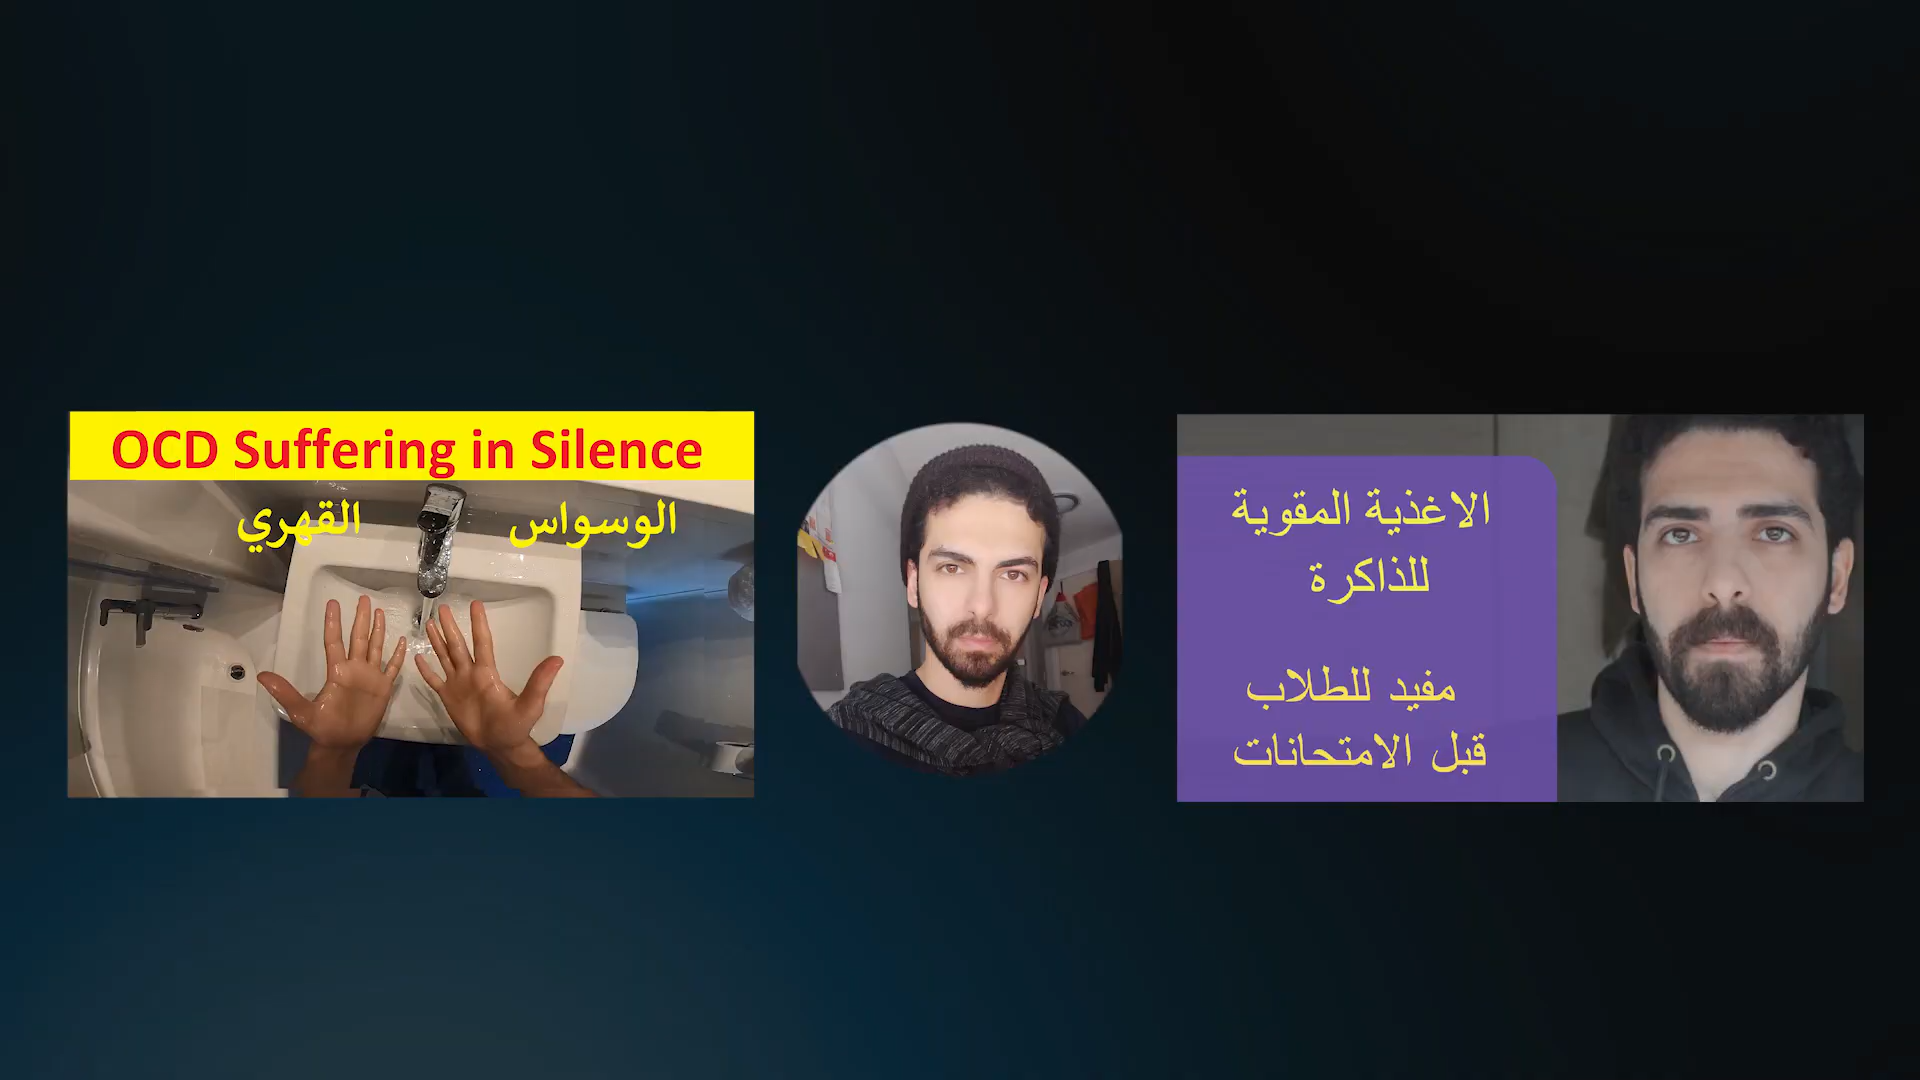 OCD Suffering in Silence
الوسواس القهري
الاغذية المقوية
للذاكرة
مفيد للطلاب
قبل الامتحانات